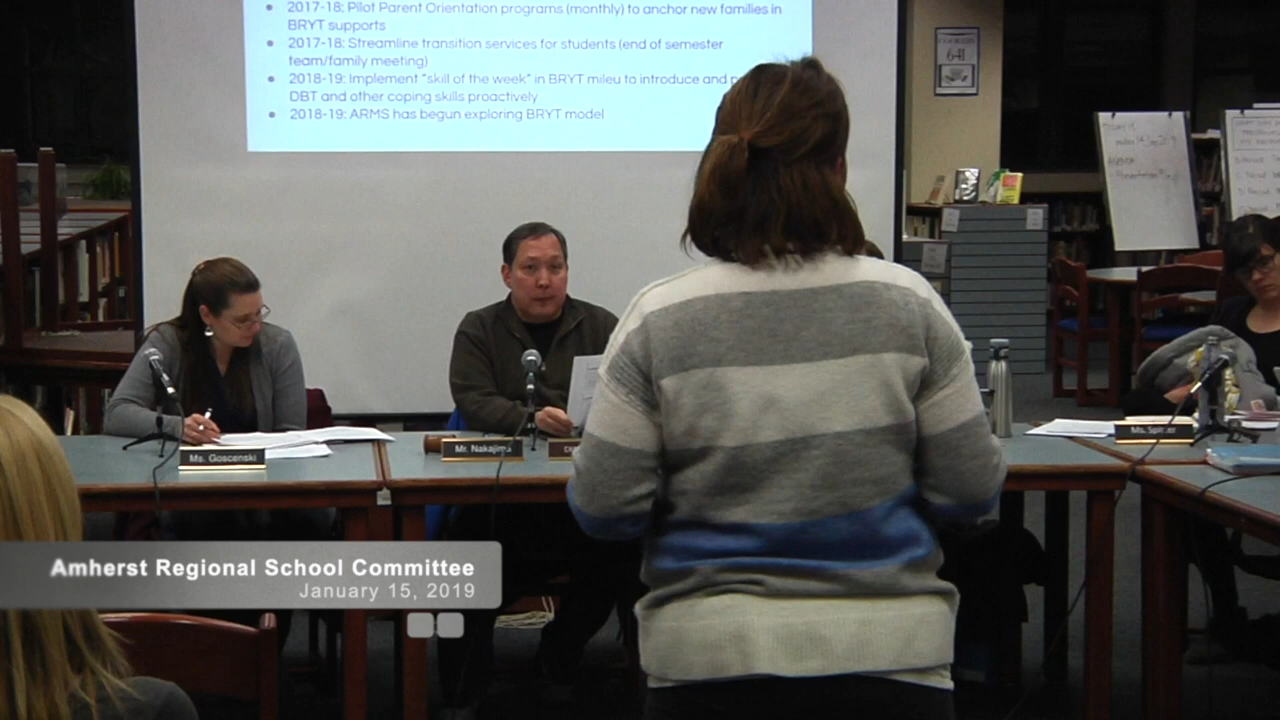 2017-18: Pilot Parent Orientation programs (monthly) to anchor new families in
BRYT supports
2017-18: Streamline transition services for students (end of semester
team/family meeting)
2018-19: Implement "skill of the week" in BRYT mileu to introduce and
DBT and other coping skills proactively
2018-19: ARMS has begun exploring BRYT model
641
Ms. Goscenski
Mr. Nakajima
Ms. Spitzer
Amherst Regional School Committee
January 15, 2019